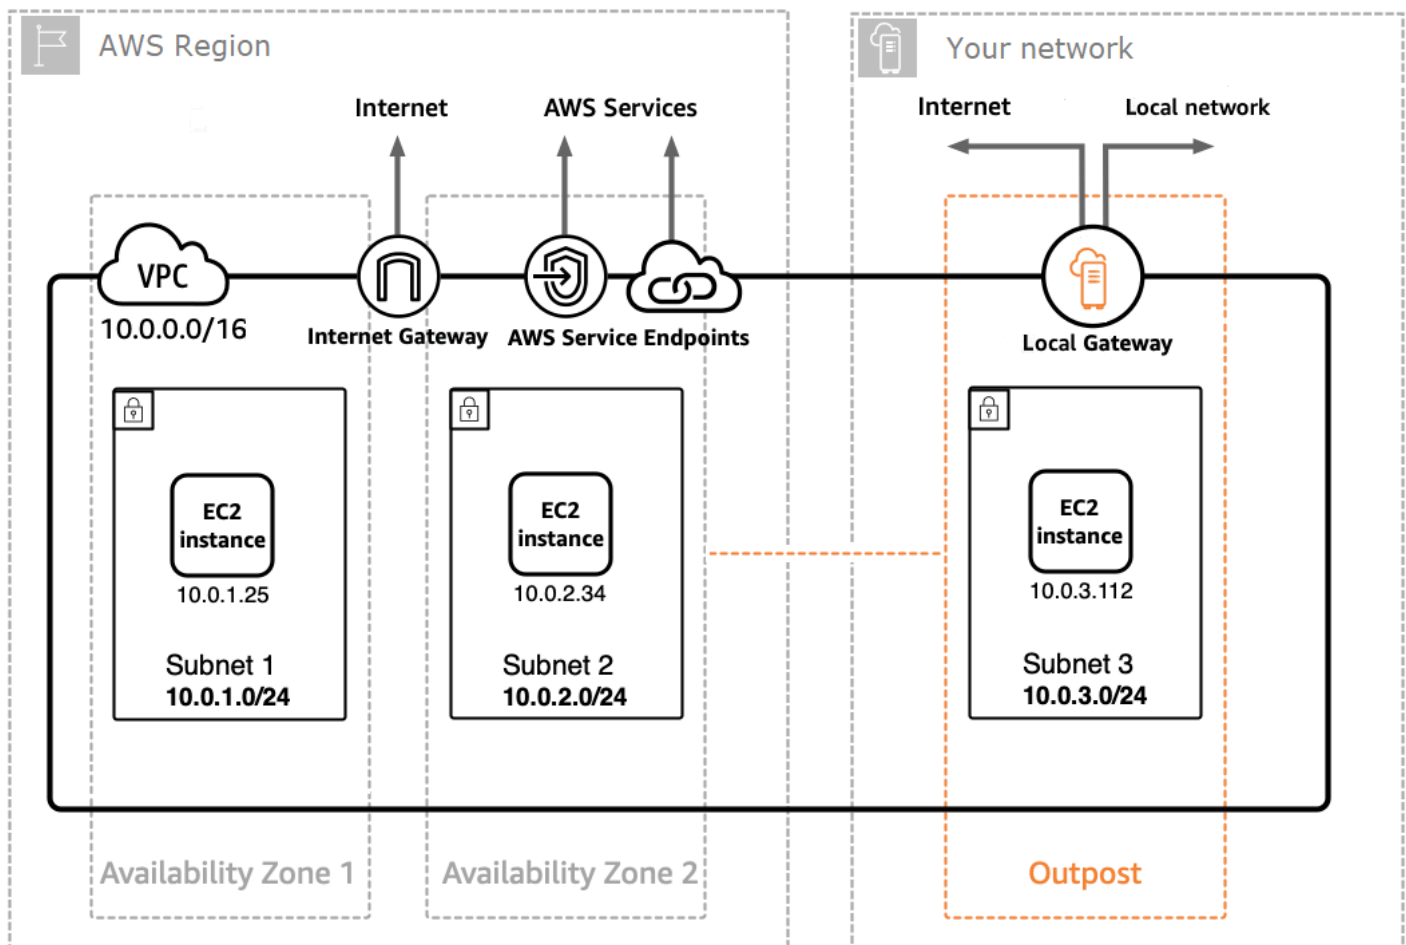 AWS Region
Your network
Internet
AWS Services
Internet
Local network
VPC
10.0.0.0/16
Internet Gateway
AWS Service Endpoints
Local Gateway
EC2
instance
10.0.1.25
Subnet 1
10.0.1.0/24
EC2
instance
10.0.2.34
Subnet 2
10.0.2.0/24
EC2
instance
10.0.3.112
Subnet 3
10.0.3.0/24
Availability Zone 1
Availability Zone 2
Outpost